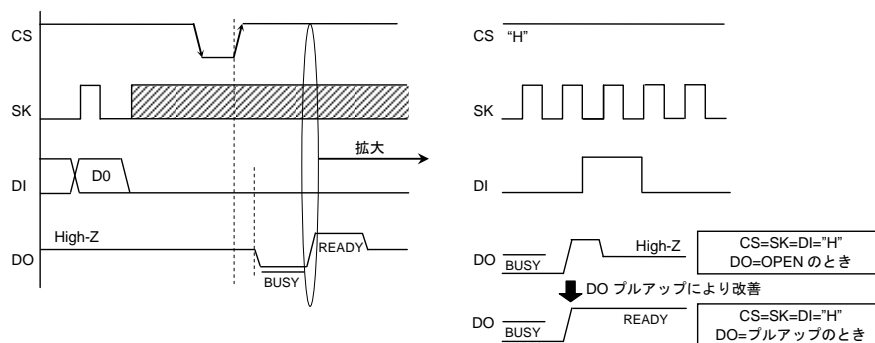 CS
SK
DI
D0
High-Z
DO
BUSY
READY
拡大
CS
"H"
SK
DI
DO
BUSY
High-Z
CS=SK=DI="H"
DO=OPEN のとき
DO プルアップにより改善
DO
BUSY
READY
CS=SK=DI="H"
DO=プルアップのとき